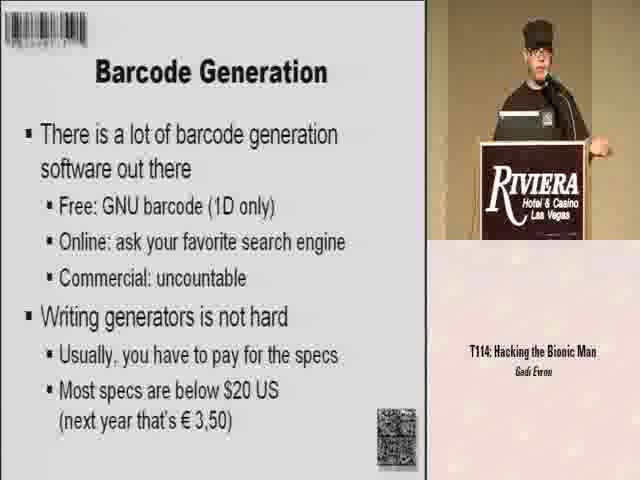 Barcode Generation
There is a lot of barcode generation
software out there
Free: GNU barcode (1D only)
Online: ask your favorite search engine
Commercial: uncountable
Writing generators is not hard
Usually, you have to pay for the specs
Most specs are below $20 US
(next year that's € 3,50)
RIVIERA
Hotel & Casino
Las Vegas
T114: Hacking the Bionic Man
Gadi Evron